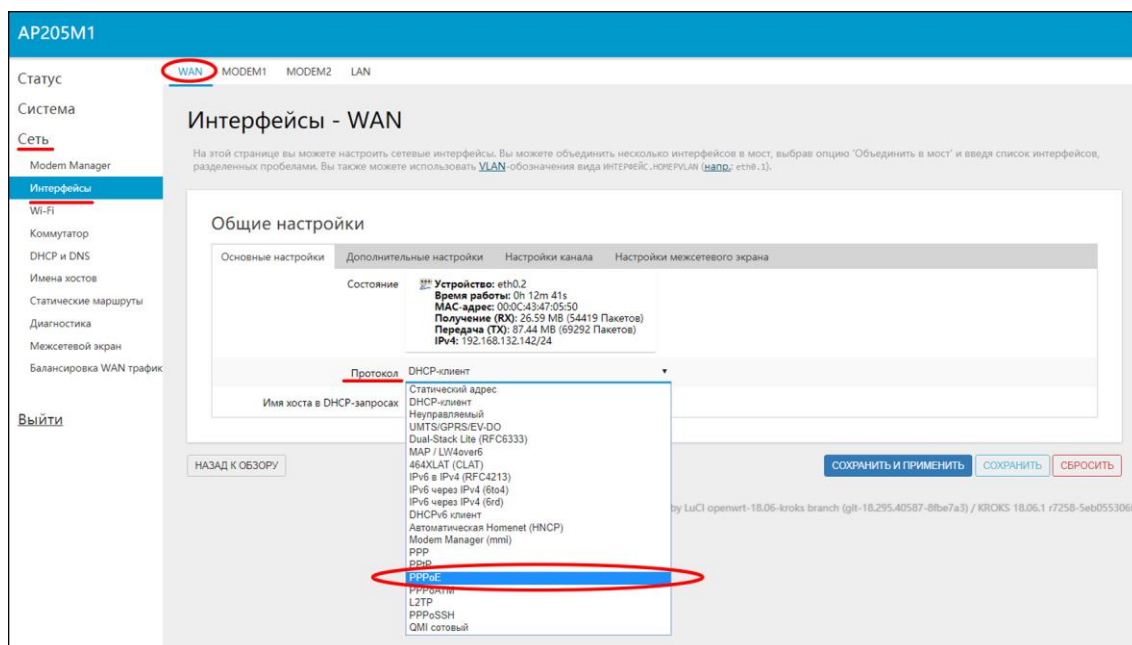 AP205M1
Статус
Система
Сеть
Modem Manager
Интерфейсы
Wi-Fi
Коммутатор
DHCP и DNS
Имена хостов
Статические маршруты
Диагностика
Межсетевой экран
Балансировка WAN трафик
Выйти
WAN MODEM1 MODEM2 LAN
Интерфейсы - WAN
На этой странице вы можете настроить сетевые интерфейсы. Вы можете объединить несколько интерфейсов в мост, выбрав опцию 'Объединить в мост' и введя список интерфейсов,
разделенных пробелами. Вы также можете использовать VLAN-обозначения вида ИНТЕРФЕЙС.НОМЕРVLAN (напр.: eth0.1).
Общие настройки
Основные настройки Дополнительные настройки Настройки канала Настройки межсетевого экрана
Состояние
Устройство: eth0.2
Время работы: 0h 12m 41s
MAC-адрес: 00:0C:43:47:05:50
Получение (RX): 26.59 MB (54419 Пакетов)
Передача (TX): 87.44 MB (69292 Пакетов)
IPv4: 192.168.132.142/24
Протокол DHCP-клиент
Имя хоста в DHCP-запросах
Статический адрес
DHCP-клиент
Неуправляемый
UMTS/GPRS/EV-DO
Dual-Stack Lite (RFC6333)
MAP / LW4over6
464XLAT (CLAT)
IPv6 в IPv4 (RFC4213)
IPv6 через IPv4 (6to4)
IPv6 через IPv4 (6rd)
DHCPv6 клиент
Автоматическая Homenet (HNCP)
Modem Manager (mmi)
PPP
PPtP
PPPoE
PPPoATM
L2TP
PPPoSSH
QMI сотовый
НАЗАД К ОБЗОРУ СОХРАНИТЬ И ПРИМЕНИТЬ СОХРАНИТЬ СБРОСИТЬ
by LuCI openwrt-18.06-kroks branch (git-18.295.40587-8fbe7a3) / KROKS 18.06.1 r7258-5eb055306